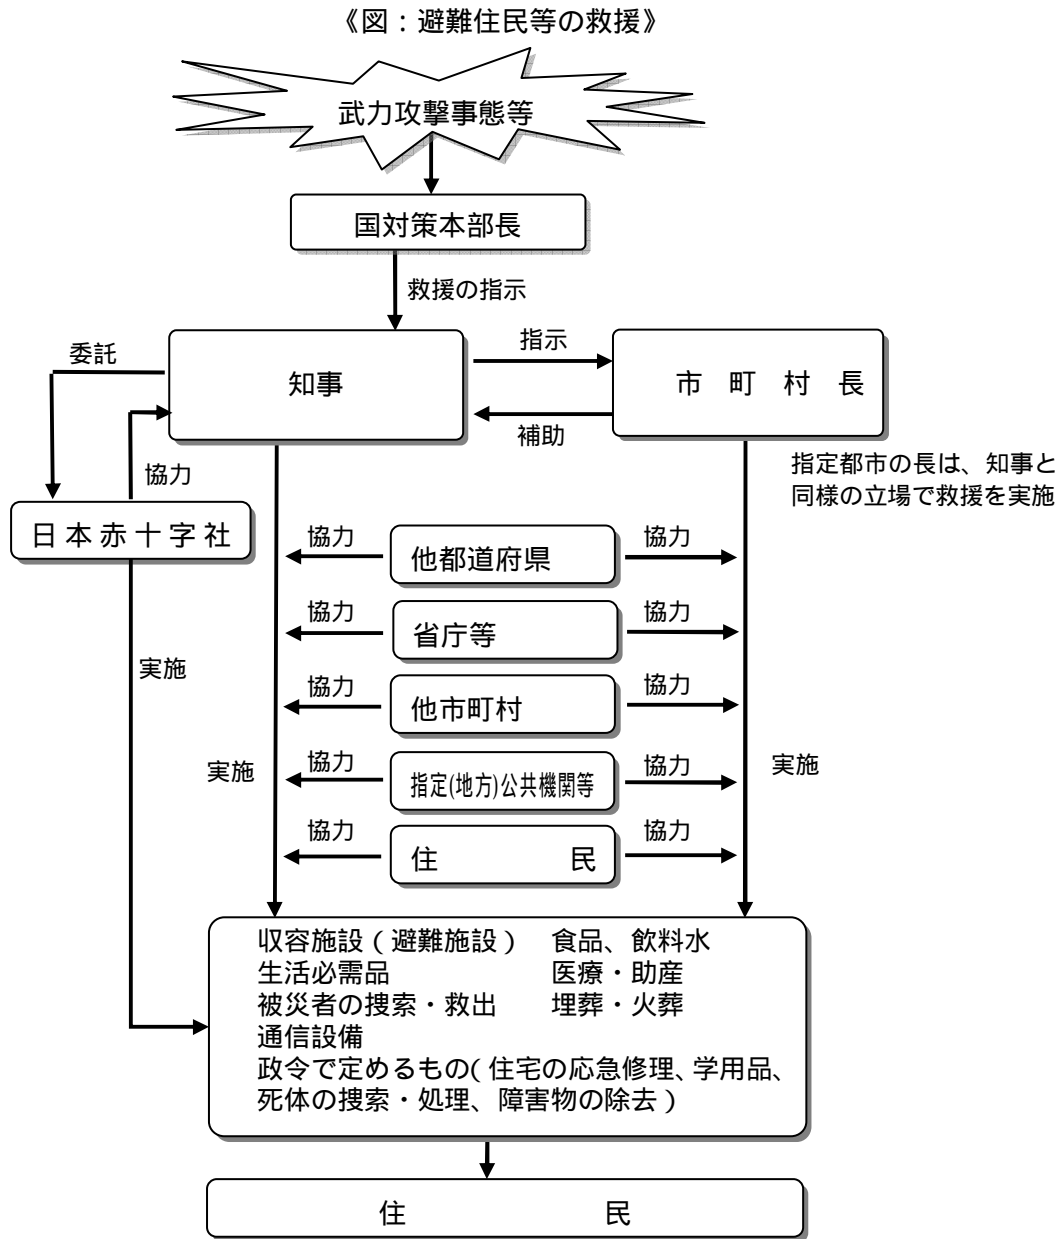 《図：避難住民等の救援》
武力攻撃事態等
国対策本部長
救援の指示
知事
指示
補助
市　町　村　長
委託
協力
日本赤十字社
指定都市の長は、知事と
同様の立場で救援を実施
協力　他都道府県　協力
協力　省庁等　協力
協力　他市町村　協力
協力　指定(地方)公共機関等　協力
協力　住　民　協力
実施
実施
実施
収容施設（避難施設）　食品、飲料水
生活必需品　医療・助産
被災者の捜索・救出　埋葬・火葬
通信設備
政令で定めるもの（住宅の応急修理、学用品、
死体の捜索・処理、障害物の除去）
住　民